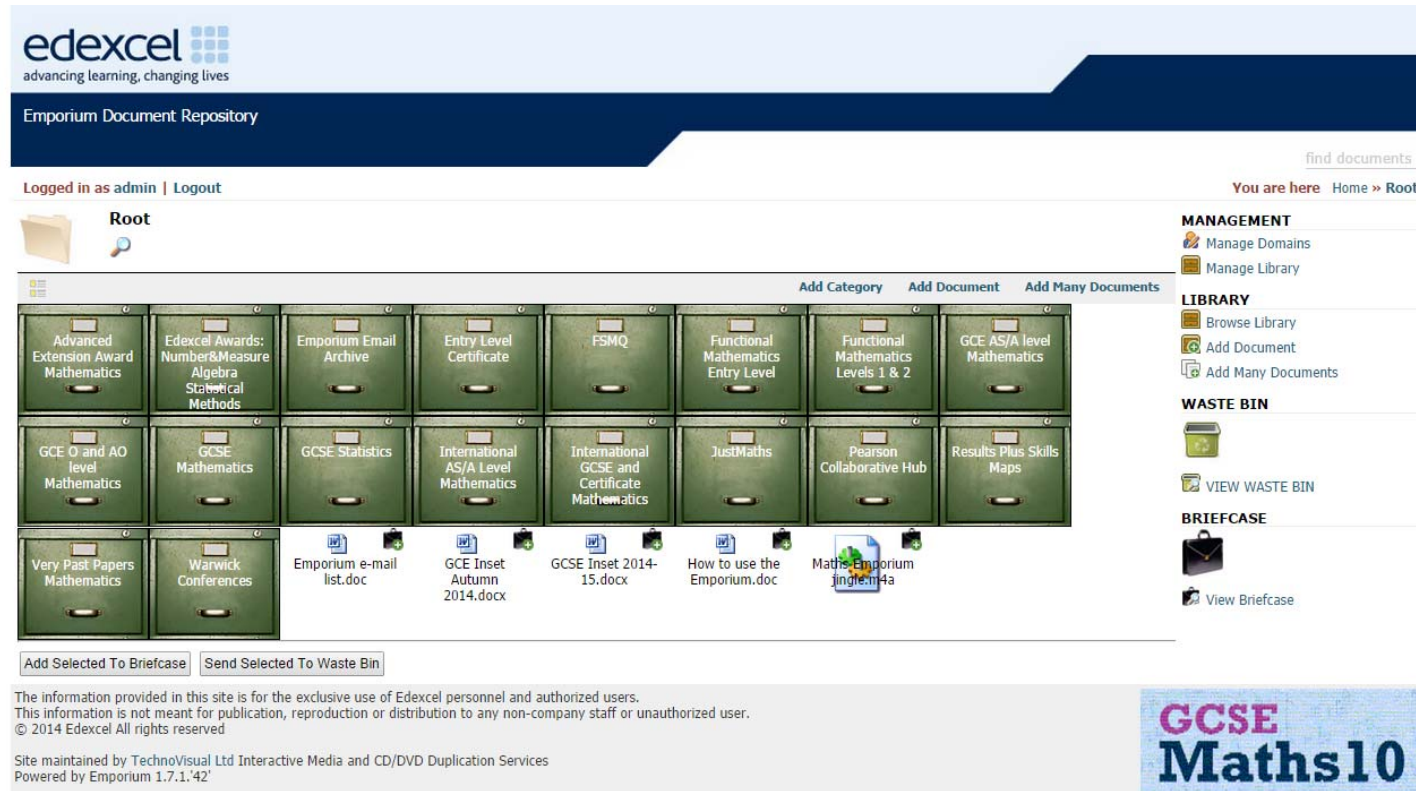 edexcel
advancing learning, changing lives
Emporium Document Repository
find documents
Logged in as admin | Logout
You are here Home » Root
Root
Add Category Add Document Add Many Documents
Advanced
Extension Award
Mathematics
Edexcel Awards:
Number&Measure
Algebra
Statistical
Methods
Emporium Email
Archive
Entry Level
Certificate
FSMQ
Functional
Mathematics
Entry Level
Functional
Mathematics
Levels 1 & 2
GCE AS/A level
Mathematics
GCE O and AO
level
Mathematics
GCSE
Mathematics
GCSE Statistics
International
AS/A Level
Mathematics
International
GCSE and
Certificate
Mathematics
JustMaths
Pearson
Collaborative Hub
Results Plus Skills
Maps
Very Past Papers
Mathematics
Warwick
Conferences
Emporium e-mail
list.doc
GCE Inset
Autumn
2014.docx
GCSE Inset 2014-
15.docx
How to use the
Emporium.doc
Maths-Emporium
jingle.m4a
MANAGEMENT
Manage Domains
Manage Library
LIBRARY
Browse Library
Add Document
Add Many Documents
WASTE BIN
VIEW WASTE BIN
BRIEFCASE
View Briefcase
Add Selected To Briefcase Send Selected To Waste Bin
The information provided in this site is for the exclusive use of Edexcel personnel and authorized users.
This information is not meant for publication, reproduction or distribution to any non-company staff or unauthorized user.
© 2014 Edexcel All rights reserved
Site maintained by TechnoVisual Ltd Interactive Media and CD/DVD Duplication Services
Powered by Emporium 1.7.1.'42'
GCSE
Maths10